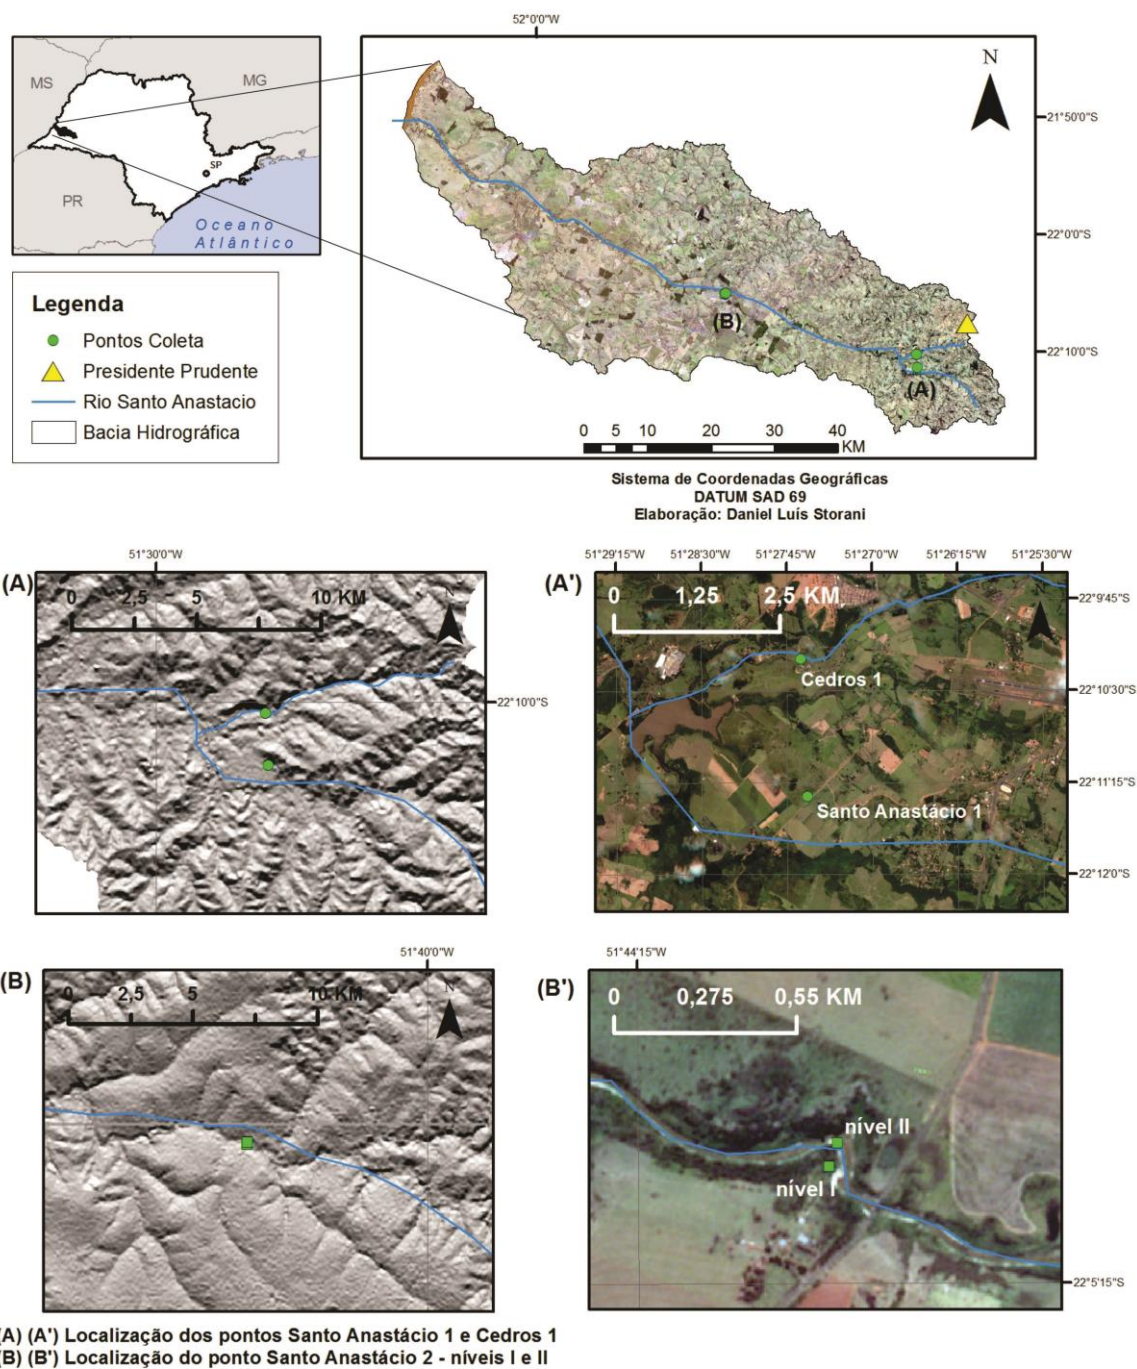 52°0'0"W
MS
MG
SP
PR
Oceano
Atlântico
N
21°50'0"S
22°0'0"S
22°10'0"S
(B)
(A)
0 5 10 20 30 40
KM
Legenda
Pontos Coleta
Presidente Prudente
Rio Santo Anastacio
Bacia Hidrográfica
Sistema de Coordenadas Geográficas
DATUM SAD 69
Elaboração: Daniel Luís Storani
51°30'0"W
(A)
0 2,5 5 10 KM
N
22°10'0"S
51°29'15"W 51°28'30"W 51°27'45"W 51°27'0"W 51°26'15"W 51°25'30"W
(A')
0 1,25 2,5 KM
N
22°9'45"S
Cedros 1
22°10'30"S
22°11'15"S
Santo Anastácio 1
22°12'0"S
51°40'0"W
(B)
0 2,5 5 10 KM
N
51°44'15"W
(B')
0 0,275 0,55 KM
nível II
nível I
22°5'15"S
(A) (A') Localização dos pontos Santo Anastácio 1 e Cedros 1
(B) (B') Localização do ponto Santo Anastácio 2 - níveis I e II